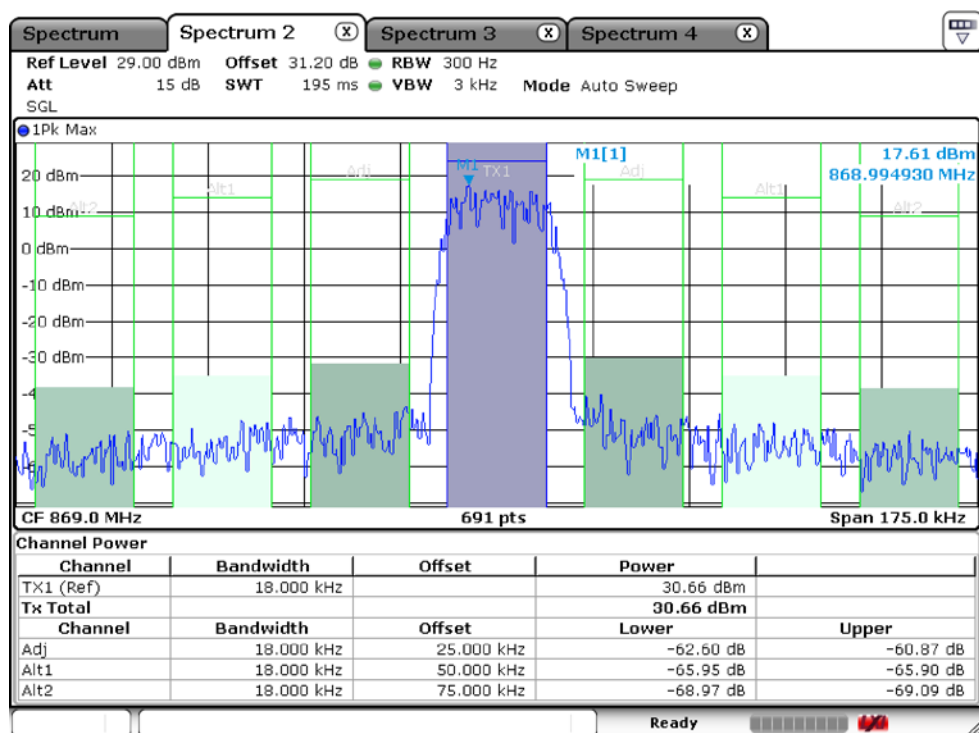 Spectrum Spectrum 2 X Spectrum 3 X Spectrum 4 X
Ref Level 29.00 dBm Offset 31.20 dB RBW 300 Hz
Att 15 dB SWT 195 ms VBW 3 kHz Mode Auto Sweep
SGL
1Pk Max
M1[1] 17.61 dBm
868.994930 MHz
M1
Adj TX1 Adj
20 dBm
Alt1 Alt1
Alt2 Alt2
10 dBm
0 dBm
-10 dBm
-20 dBm
-30 dBm
CF 869.0 MHz 691 pts Span 175.0 kHz
Channel Power
Channel Bandwidth Offset Power
TX1 (Ref) 18.000 kHz 30.66 dBm
Tx Total 30.66 dBm
Channel Bandwidth Offset Lower Upper
Adj 18.000 kHz 25.000 kHz -62.60 dB -60.87 dB
Alt1 18.000 kHz 50.000 kHz -65.95 dB -65.90 dB
Alt2 18.000 kHz 75.000 kHz -68.97 dB -69.09 dB
Ready